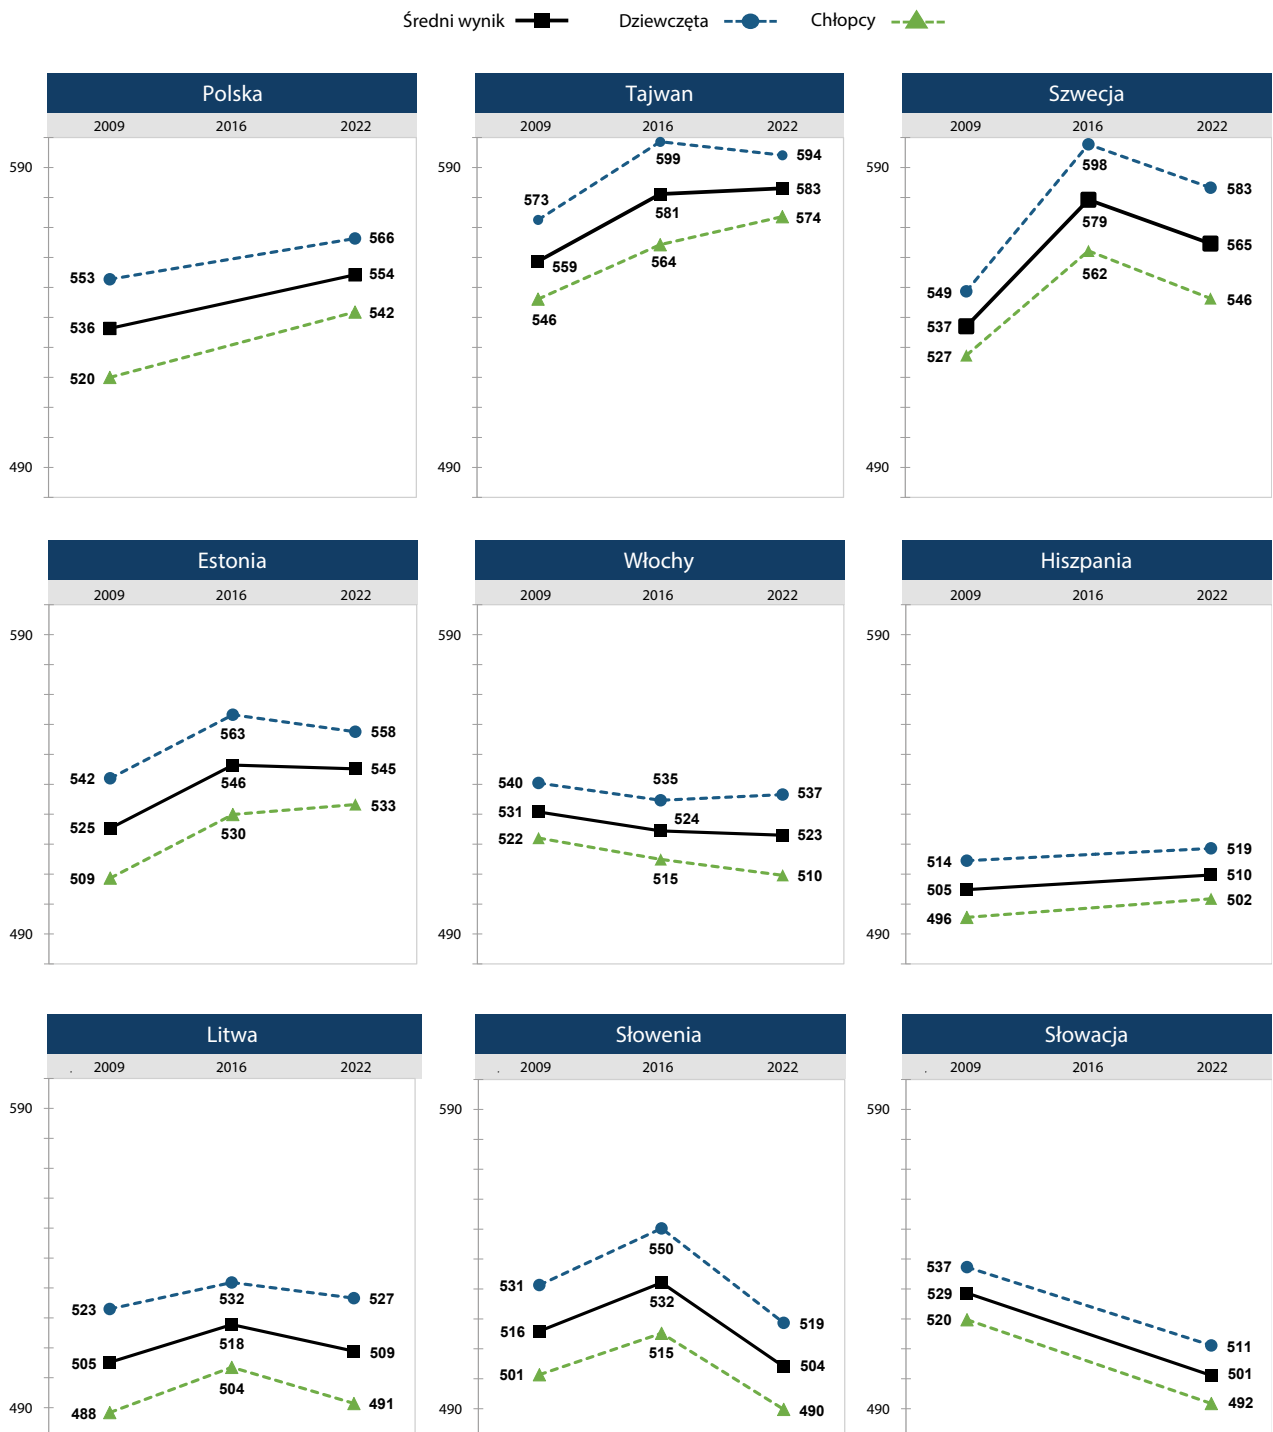 Średni wynik Dziewczęta Chłopcy
Polska Tajwan Szwecja
2009 2016 2022 2009 2016 2022 2009 2016 2022
590 553 536 520 566 554 542 490
590 573 559 546 599 581 564 594 583 574 490
590 549 537 527 598 579 562 583 565 546 490
Estonia Włochy Hiszpania
2009 2016 2022 2009 2016 2022 2009 2016 2022
590 542 525 509 563 546 530 558 545 533 490
590 540 531 522 535 524 515 537 523 510 490
590 514 505 496 519 510 502 490
Litwa Słowenia Słowacja
. 2009 2016 2022 . 2009 2016 2022 . 2009 2016 2022
590 523 505 488 532 518 504 527 509 491 490
590 531 516 501 550 532 515 519 504 490 490
590 537 529 520 511 501 492 490